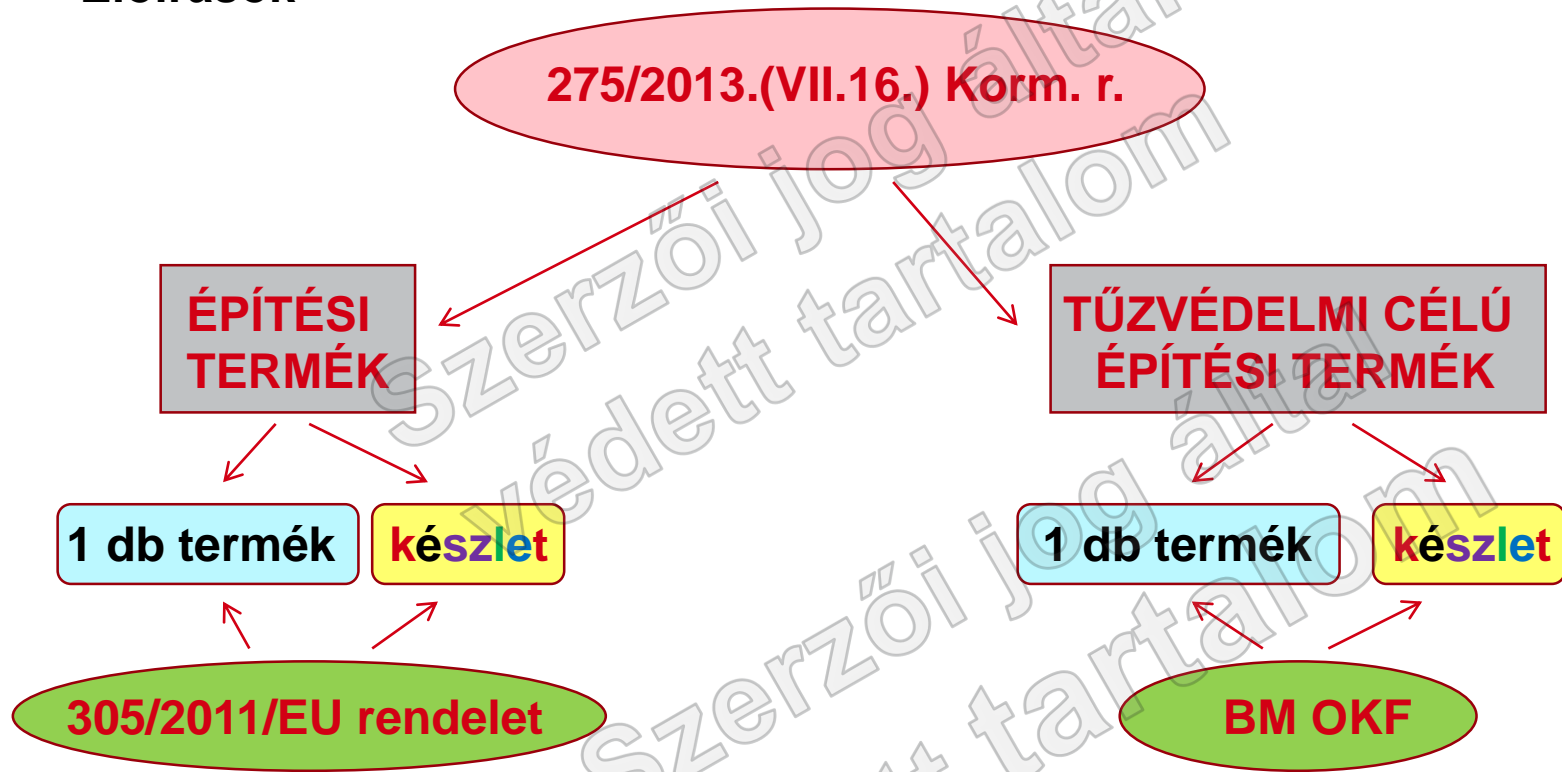 Előírások
275/2013.(VII.16.) Korm. r.
ÉPÍTÉSI
TERMÉK
TŰZVÉDELMI CÉLÚ
ÉPÍTÉSI TERMÉK
1 db termék
készlet
1 db termék
készlet
305/2011/EU rendelet
BM OKF
Szerzői jog által
védett tartalom
Szerzői jog által
védett tartalom